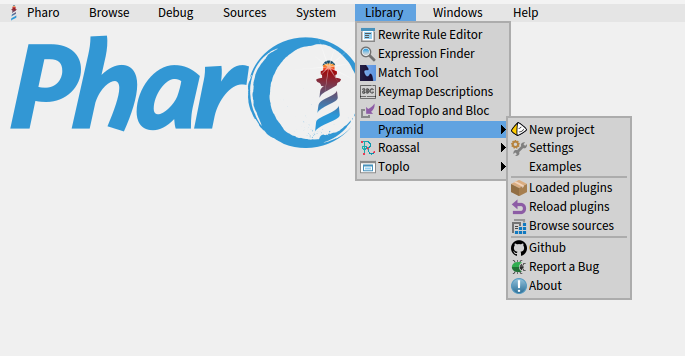 Pharo Browse Debug Sources System Library Windows Help
Pharo
Rewrite Rule Editor
Expression Finder
Match Tool
Keymap Descriptions
Load Toplo and Bloc
Pyramid
Roassal
Toplo
New project
Settings
Examples
Loaded plugins
Reload plugins
Browse sources
Github
Report a Bug
About